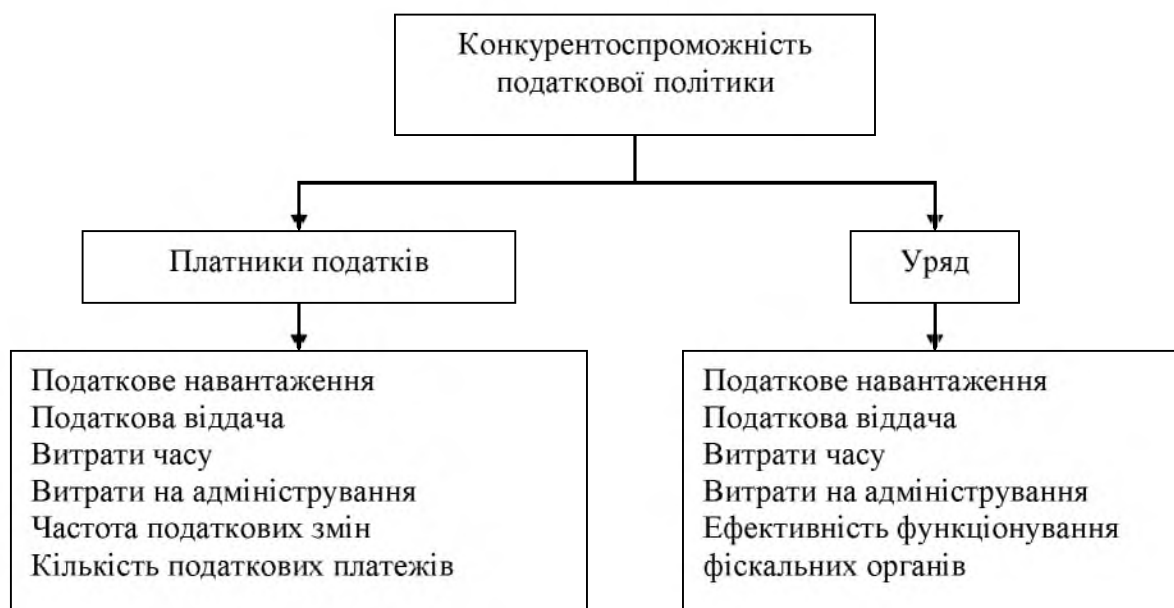 Конкурентоспроможність
податкової політики
Платники податків
Уряд
Податкове навантаження
Податкова віддача
Витрати часу
Витрати на адміністрування
Частота податкових змін
Кількість податкових платежів
Податкове навантаження
Податкова віддача
Витрати часу
Витрати на адміністрування
Ефективність функціонування
фіскальних органів